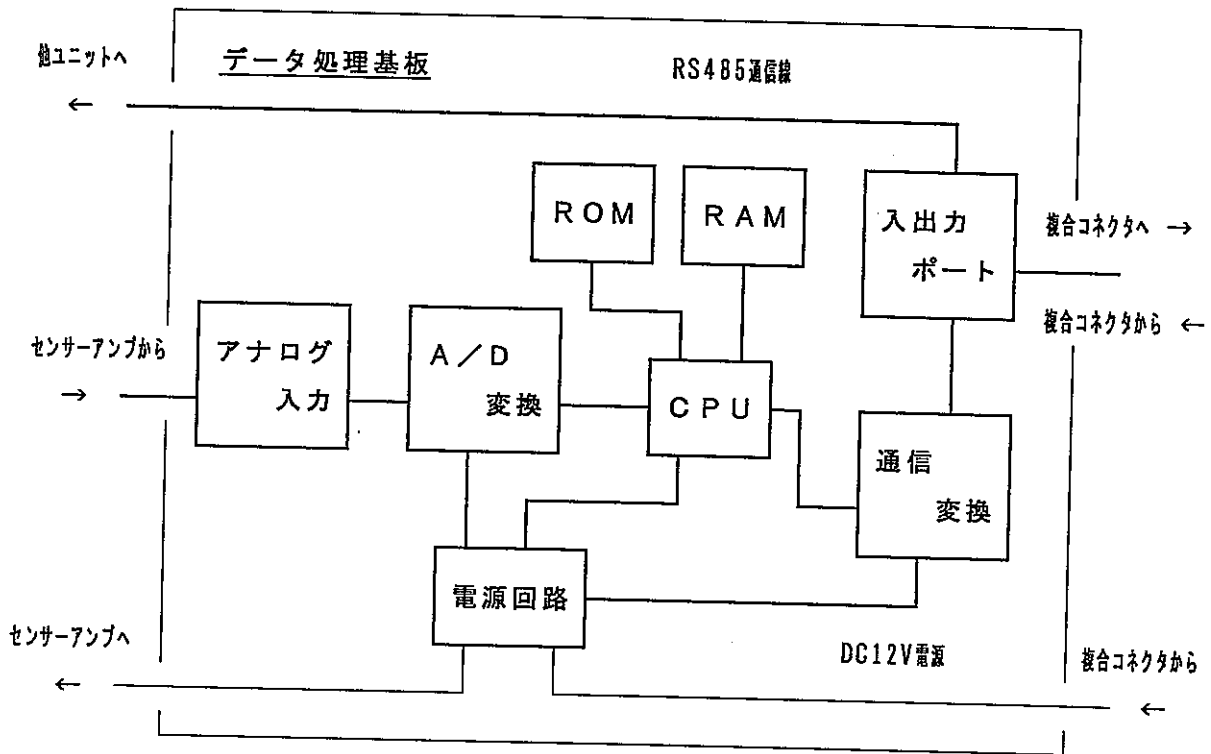 他ユニットへ
←
データ処理基板
RS485通信線
ROM
RAM
入出力
ポート
複合コネクタへ →
複合コネクタから ←
センサーアンプから
→
アナログ
入力
A/D
変換
CPU
通信
変換
電源回路
センサーアンプへ
←
DC12V電源
複合コネクタから
←